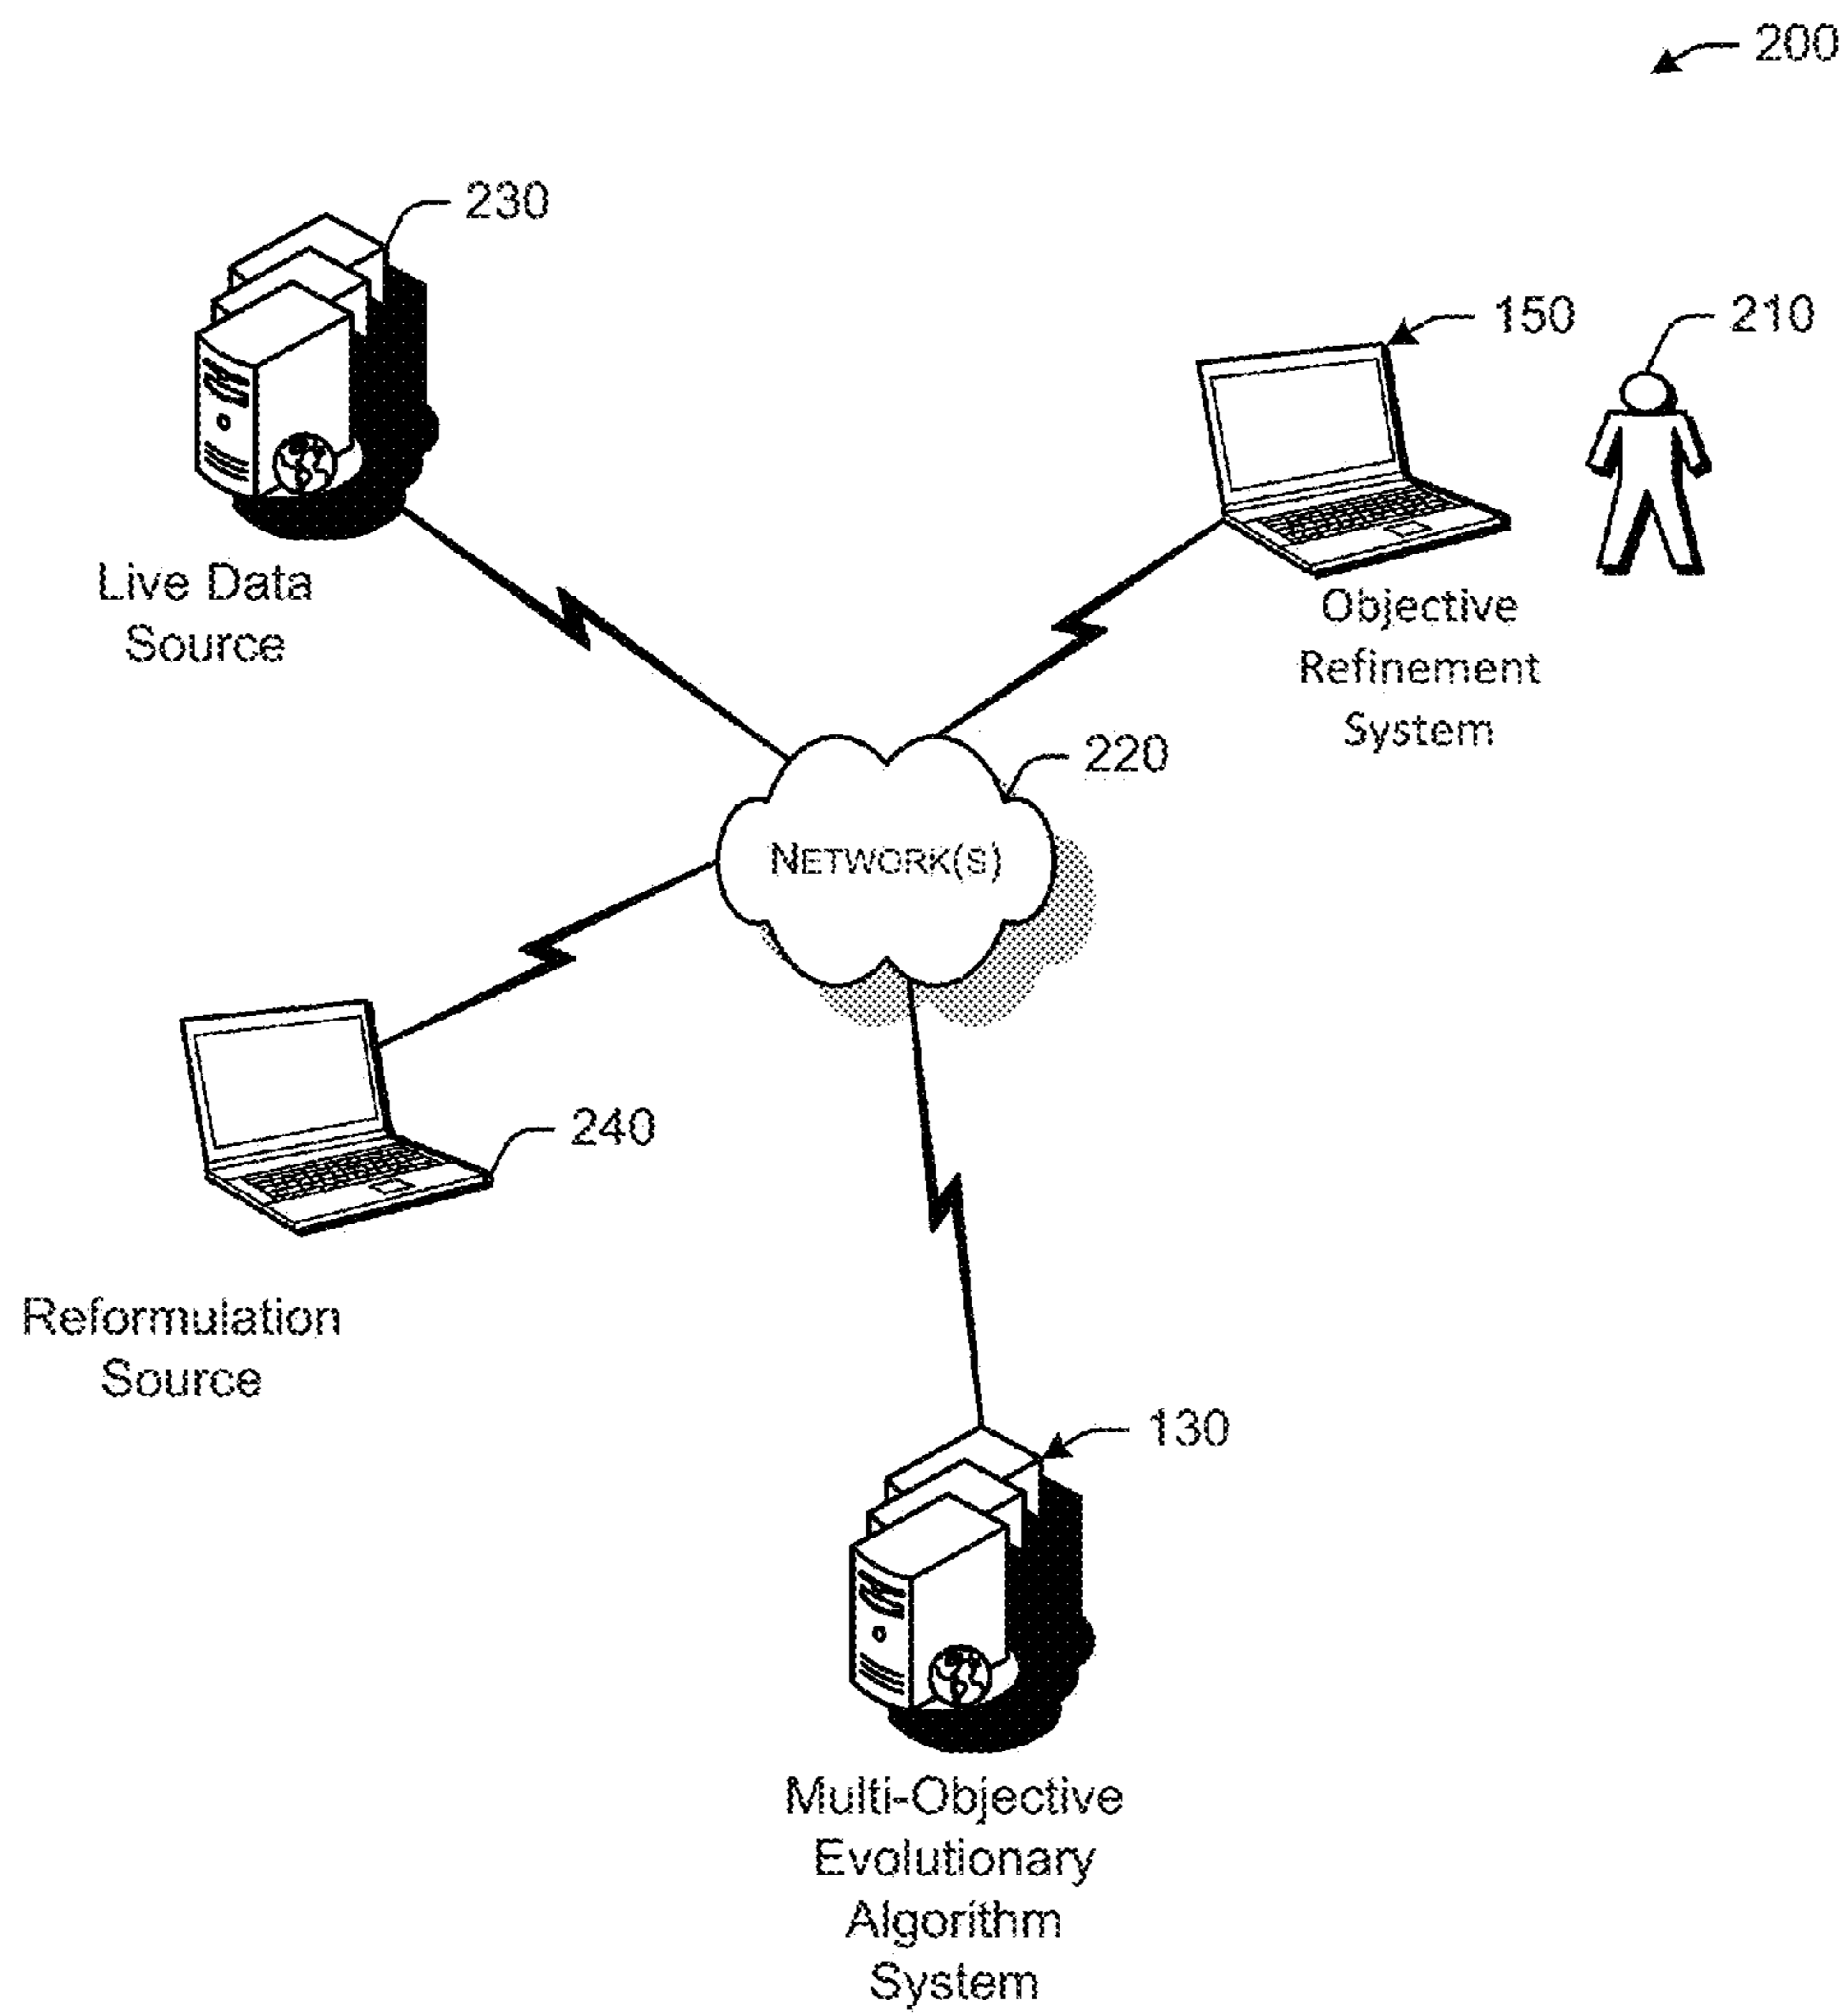 200
230
150
210
Live Data
Source
Objective
Refinement
System
220
NETWORK(S)
240
Reformulation
Source
130
Multi-Objective
Evolutionary
Algorithm
System